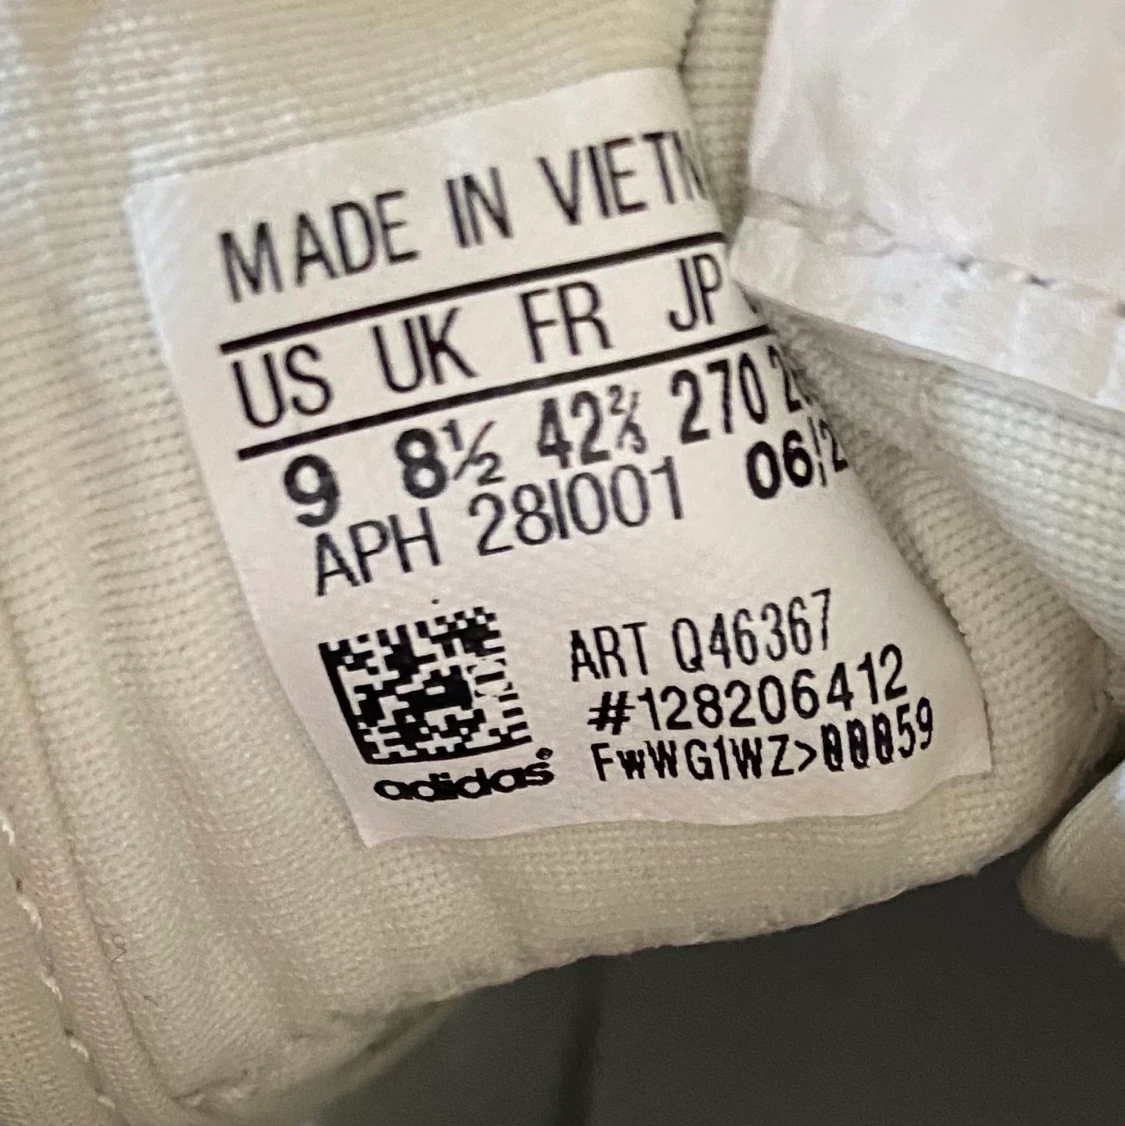 MADE IN VIETN
US UK FR JP
9 8½ 42⅔ 270
APH 28I001 06/2
ART Q46367
#128206412
FwWG1WZ>00059
adidas®